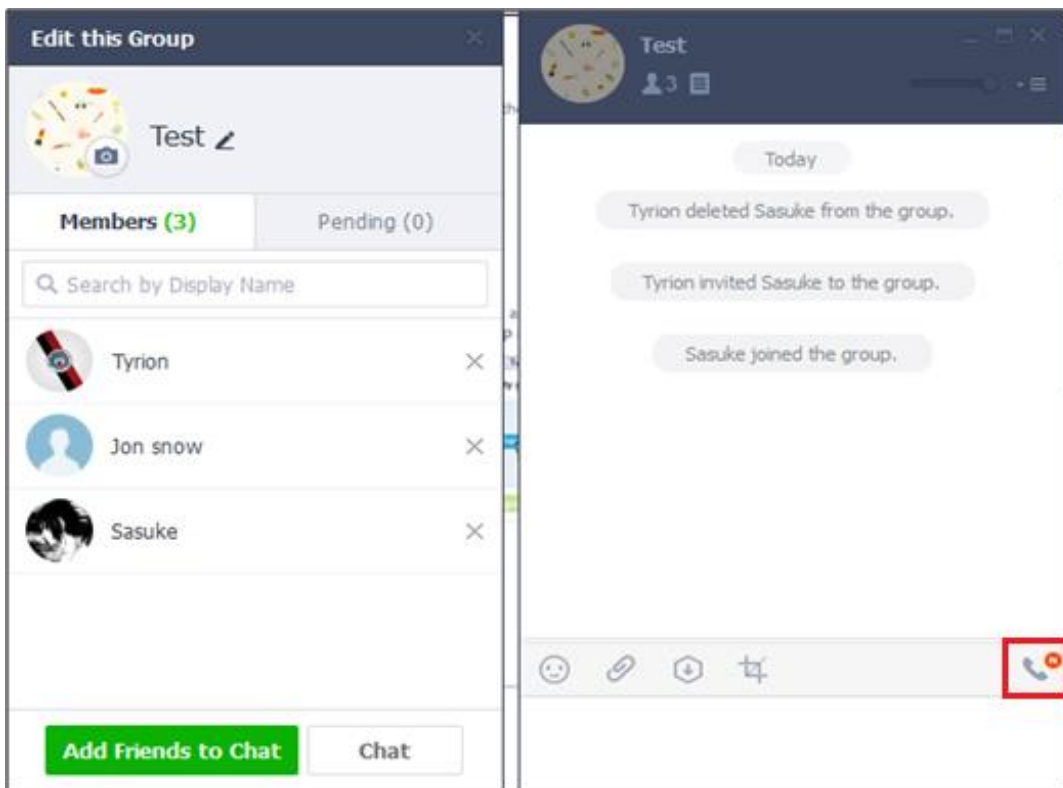 Edit this Group
Test
Members (3)
Pending (0)
Search by Display Name
Tyrion
Jon snow
Sasuke
Add Friends to Chat
Chat
Test
3
Today
Tyrion deleted Sasuke from the group.
Tyrion invited Sasuke to the group.
Sasuke joined the group.